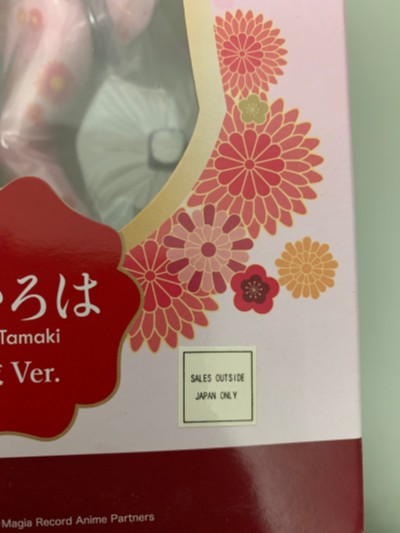 ろは
Tamaki
Ver.
SALES OUTSIDE
JAPAN ONLY
Magia Record Anime Partners